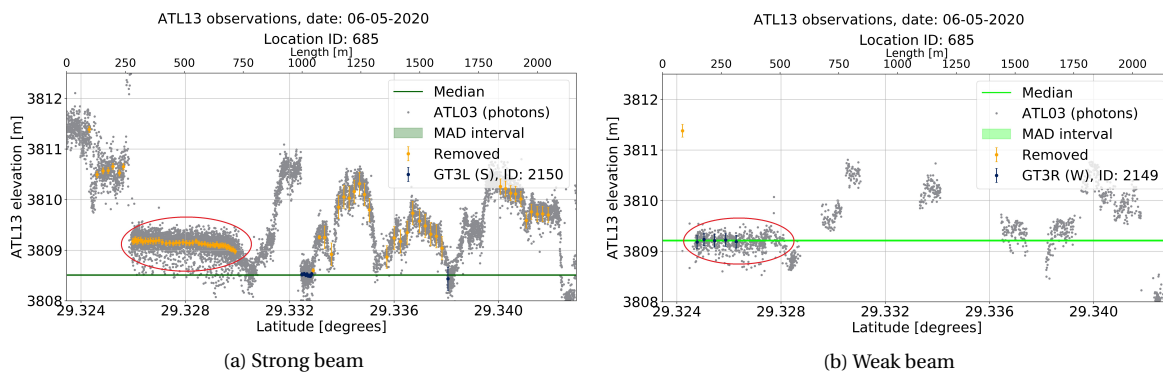 ATL13 observations, date: 06-05-2020
Location ID: 685
Length [m]
0 250 500 750 1000 1250 1500 1750 2000
ATL13 elevation [m]
3812
3811
3810
3809
3808
Median
ATL03 (photons)
MAD interval
Removed
GT3L (S), ID: 2150
29.324 29.328 29.332 29.336 29.340
Latitude [degrees]
(a) Strong beam
ATL13 observations, date: 06-05-2020
Location ID: 685
Length [m]
0 250 500 750 1000 1250 1500 1750 2000
ATL13 elevation [m]
3812
3811
3810
3809
3808
Median
ATL03 (photons)
MAD interval
Removed
GT3R (W), ID: 2149
29.324 29.328 29.332 29.336 29.340
Latitude [degrees]
(b) Weak beam